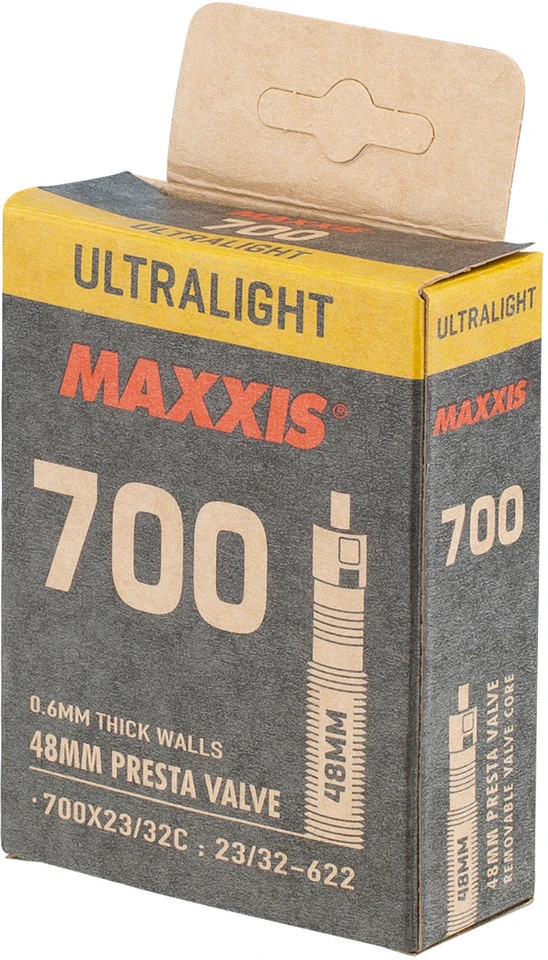 MAXXIS
700
ULTRALIGHT
ULTRALIGHT
MAXXIS®
700
0.6MM THICK WALLS
48MM PRESTA VALVE
·700X23/32C : 23/32-622
48MM
ULTRALIGHT
MAXXIS
700
48MM
48MM PRESTA VALVE
REMOVABLE VALVE CORE